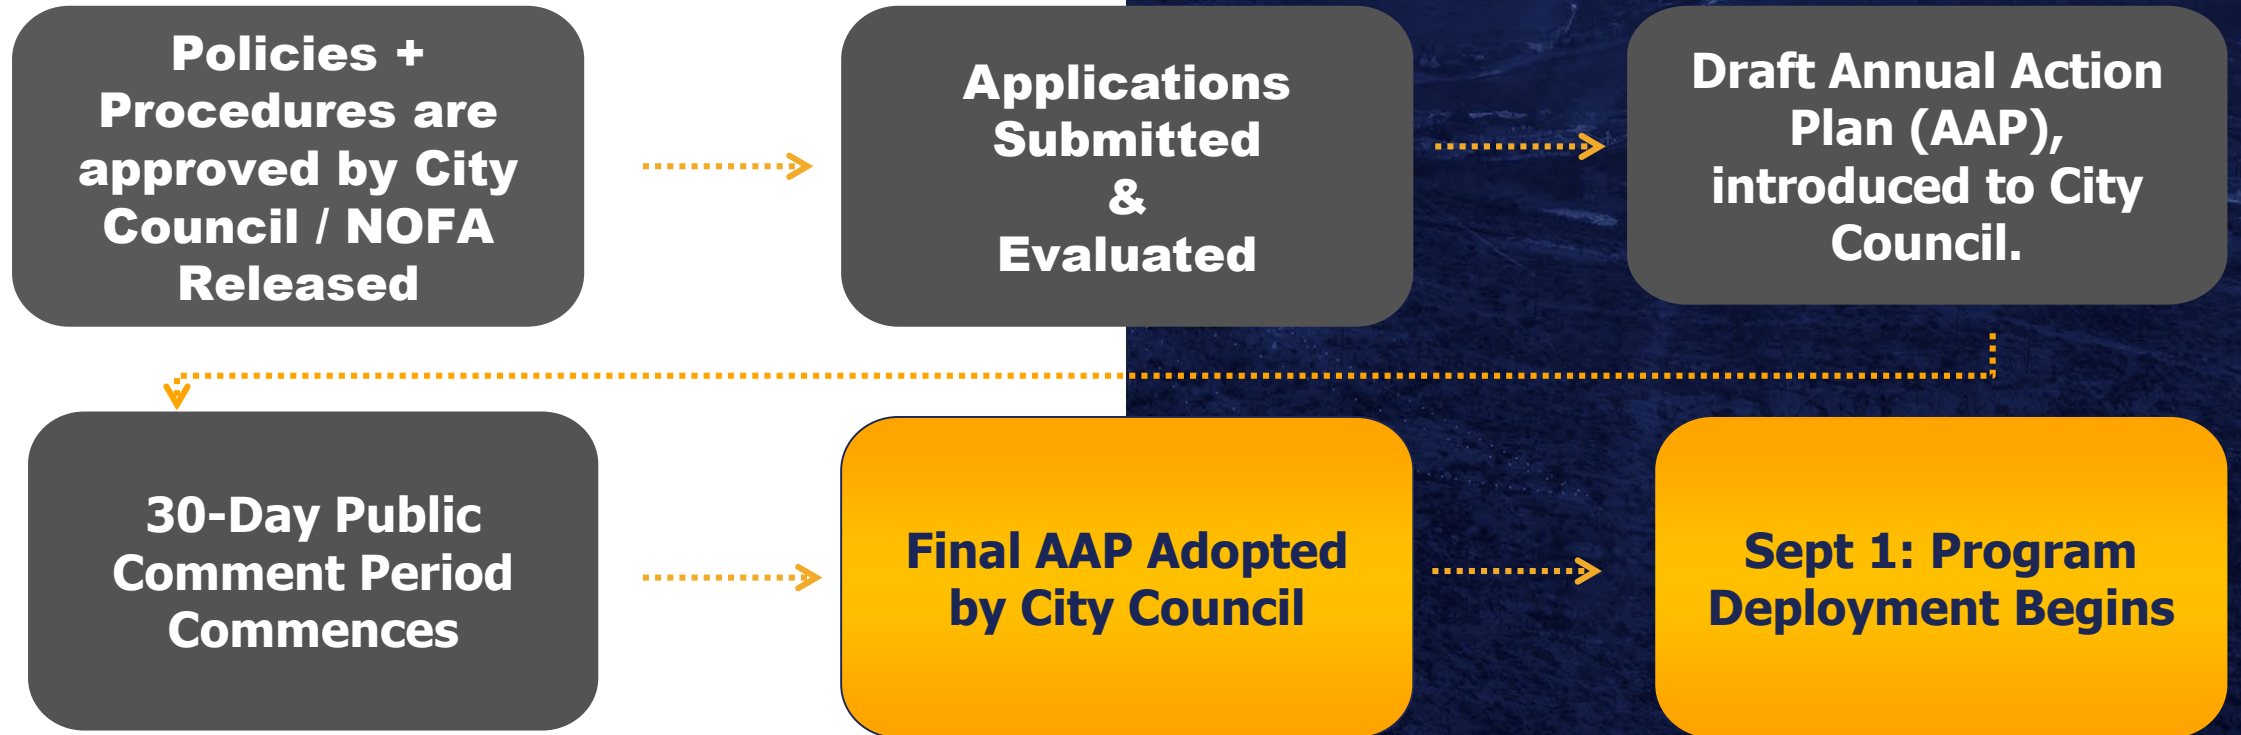 Policies +
Procedures are
approved by City
Council / NOFA
Released
Applications
Submitted
&
Evaluated
Draft Annual Action
Plan (AAP),
introduced to City
Council.
30-Day Public
Comment Period
Commences
Final AAP Adopted
by City Council
Sept 1: Program
Deployment Begins